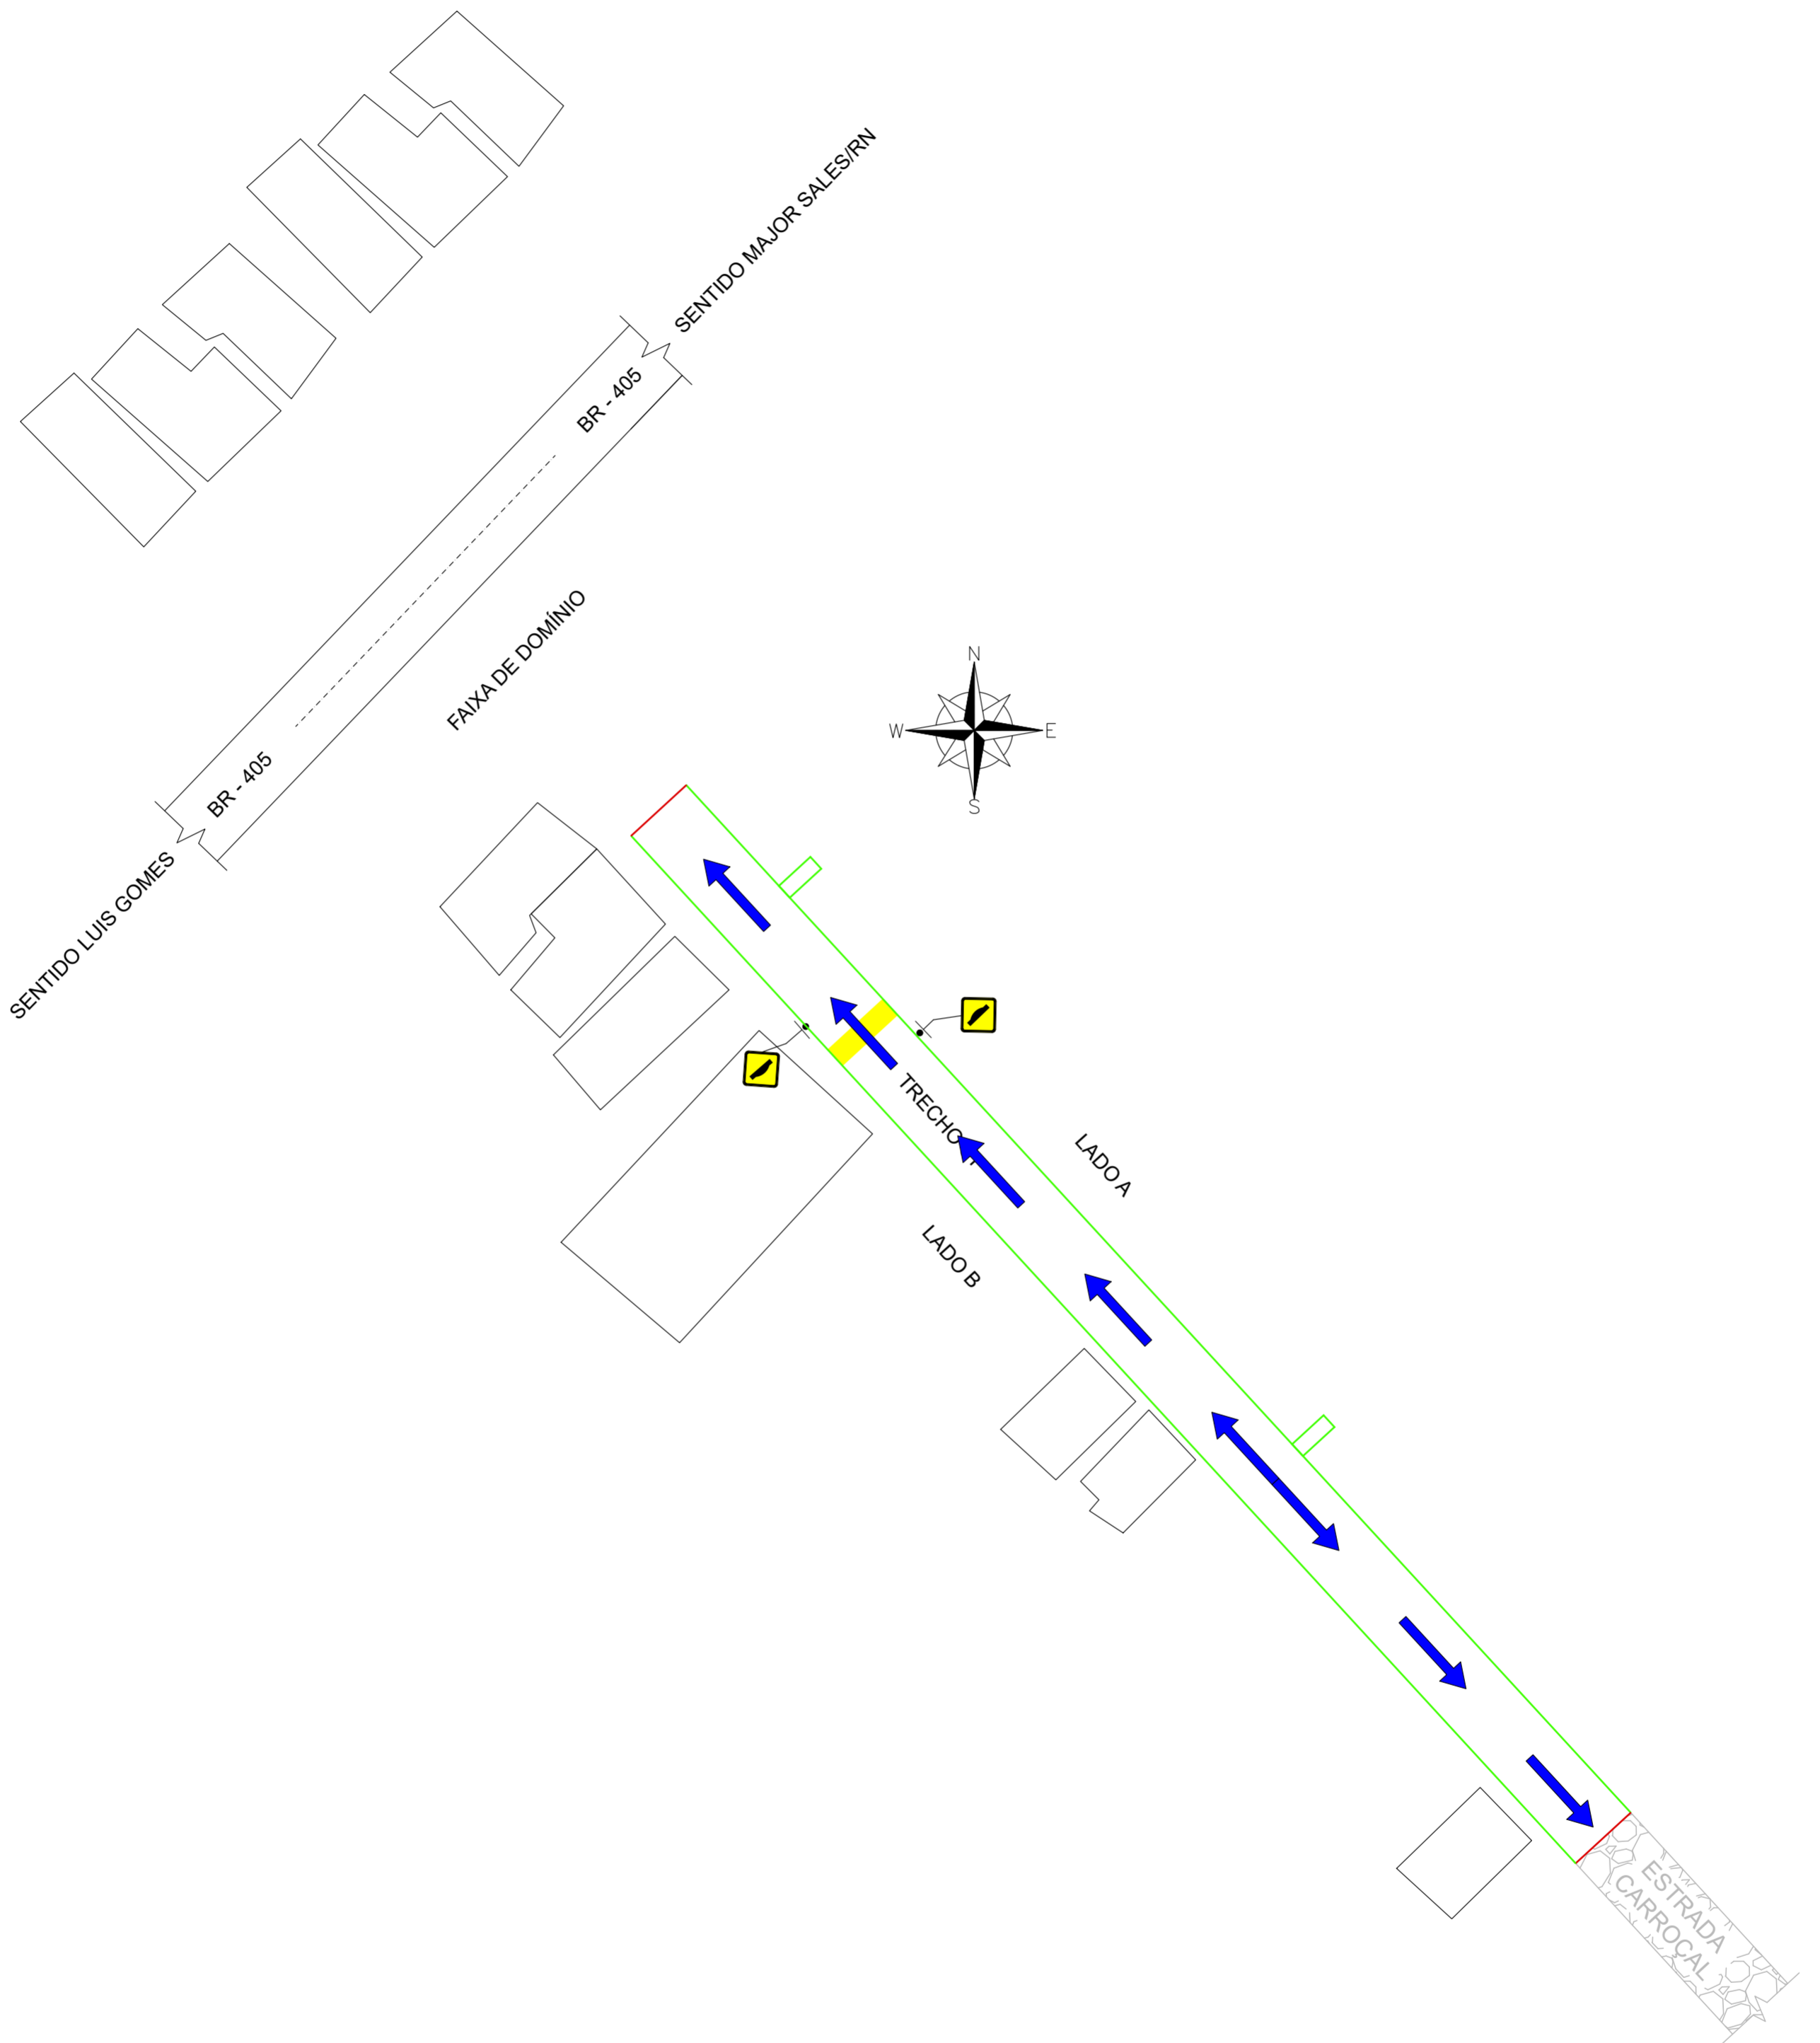 SENTIDO MAJOR SALES/RN
BR - 405
FAIXA DE DOMÍNIO
BR - 405
SENTIDO LUIS GOMES
N
W
E
S
TRECHO
LADO A
LADO B
ESTRADA
CARROÇAL